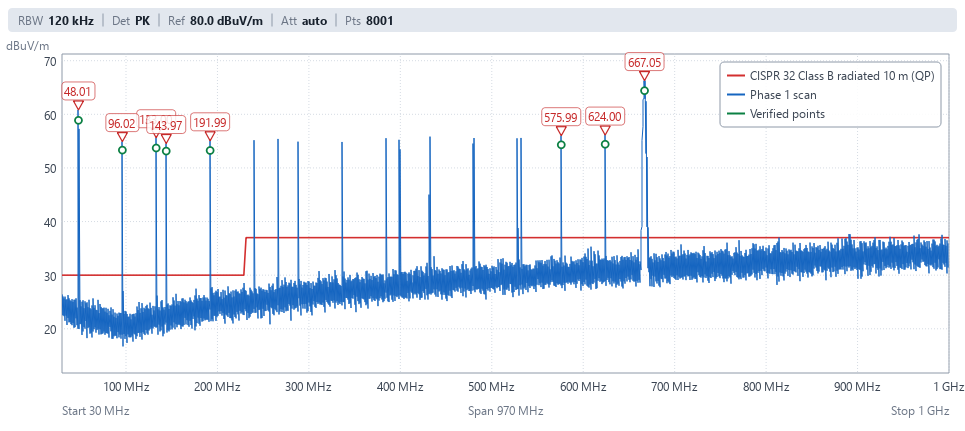 RBW 120 kHz | Det PK | Ref 80.0 dBuV/m | Att auto | Pts 8001
dBuV/m
70
60
50
40
30
20
48.01
96.02
143.97
191.99
575.99
624.00
667.05
CISPR 32 Class B radiated 10 m (QP)
Phase 1 scan
Verified points
100 MHz
200 MHz
300 MHz
400 MHz
500 MHz
600 MHz
700 MHz
800 MHz
900 MHz
1 GHz
Start 30 MHz
Span 970 MHz
Stop 1 GHz